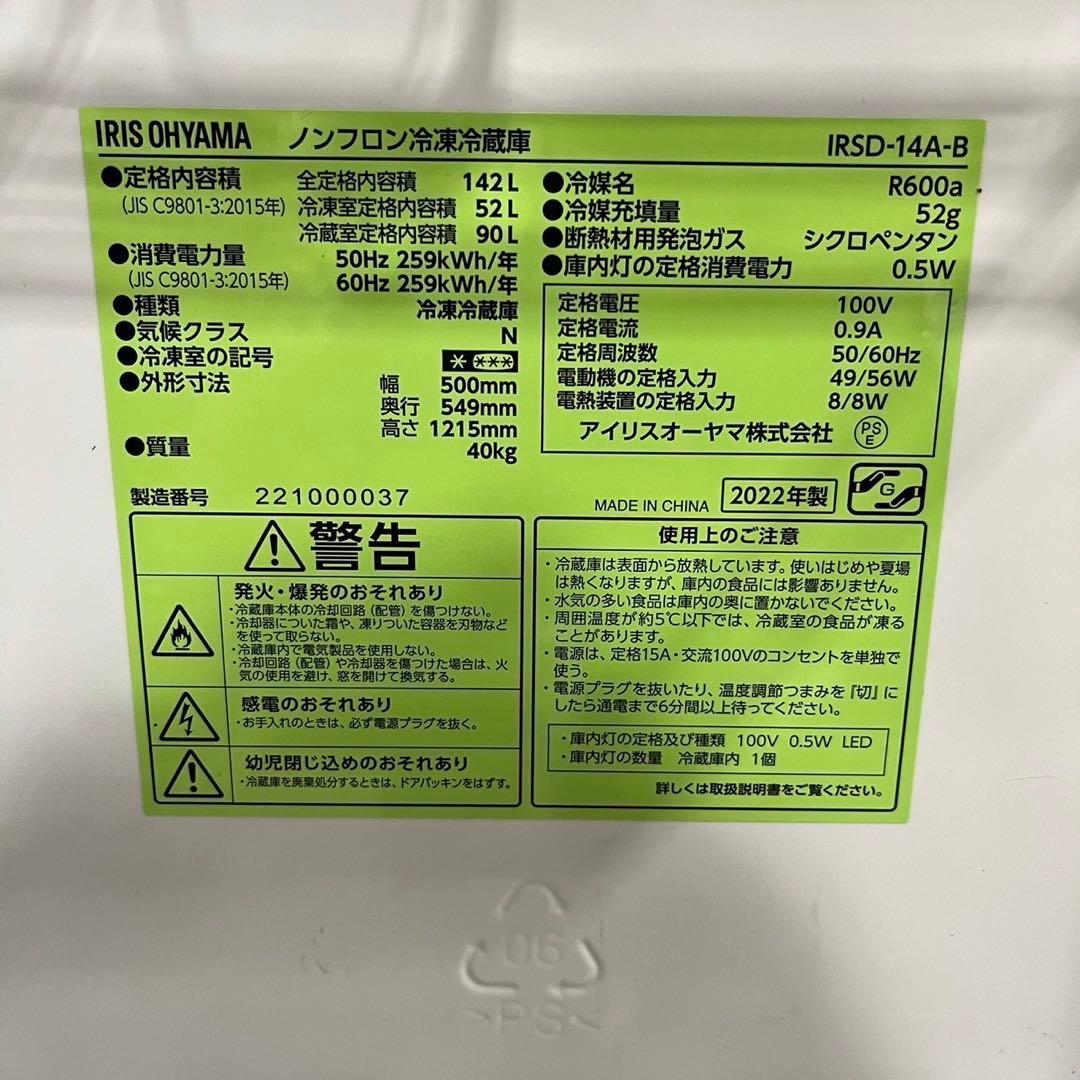 IRIS OHYAMA ノンフロン冷凍冷蔵庫 IRSD-14A-B
●定格内容積 全定格内容積 142L
(JIS C9801-3:2015年) 冷凍室定格内容積 52L
冷蔵室定格内容積 90L
●消費電力量 50Hz 259kWh/年
(JIS C9801-3:2015年) 60Hz 259kWh/年
●種類 冷凍冷蔵庫
●気候クラス N
●冷凍室の記号 * ***
●外形寸法 幅 500mm
奥行 549mm
高さ 1215mm
●質量 40kg
●冷媒名 R600a
●冷媒充填量 52g
●断熱材用発泡ガス シクロペンタン
●庫内灯の定格消費電力 0.5W
定格電圧 100V
定格電流 0.9A
定格周波数 50/60Hz
電動機の定格入力 49/56W
電熱装置の定格入力 8/8W
アイリスオーヤマ株式会社 PSE
製造番号 221000037
MADE IN CHINA 2022年製 G
警告
発火・爆発のおそれあり
・冷蔵庫本体の冷却回路（配管）を傷つけない。
・冷却器についた霜や、凍りついた容器を刃物など
を使って取らない。
・冷蔵庫内で電気製品を使用しない。
・冷却回路（配管）や冷却器を傷つけた場合は、火
気の使用を避け、窓を開けて換気する。
感電のおそれあり
・お手入れのときは、必ず電源プラグを抜く。
幼児閉じ込めのおそれあり
・冷蔵庫を廃棄処分するときは、ドアパッキンをはずす。
使用上のご注意
・冷蔵庫は表面から放熱しています。使いはじめや夏場
は熱くなりますが、庫内の食品には影響ありません。
・水気の多い食品は庫内の奥に置かないでください。
・周囲温度が約5℃以下では、冷蔵室の食品が凍る
ことがあります。
・電源は、定格15A・交流100Vのコンセントを単独で
使う。
・電源プラグを抜いたり、温度調節つまみを『切』に
したら通電まで6分間以上待ってください。
・庫内灯の定格及び種類 100V 0.5W LED
・庫内灯の数量 冷蔵庫内 1個
詳しくは取扱説明書をご覧ください。
06
>PS<